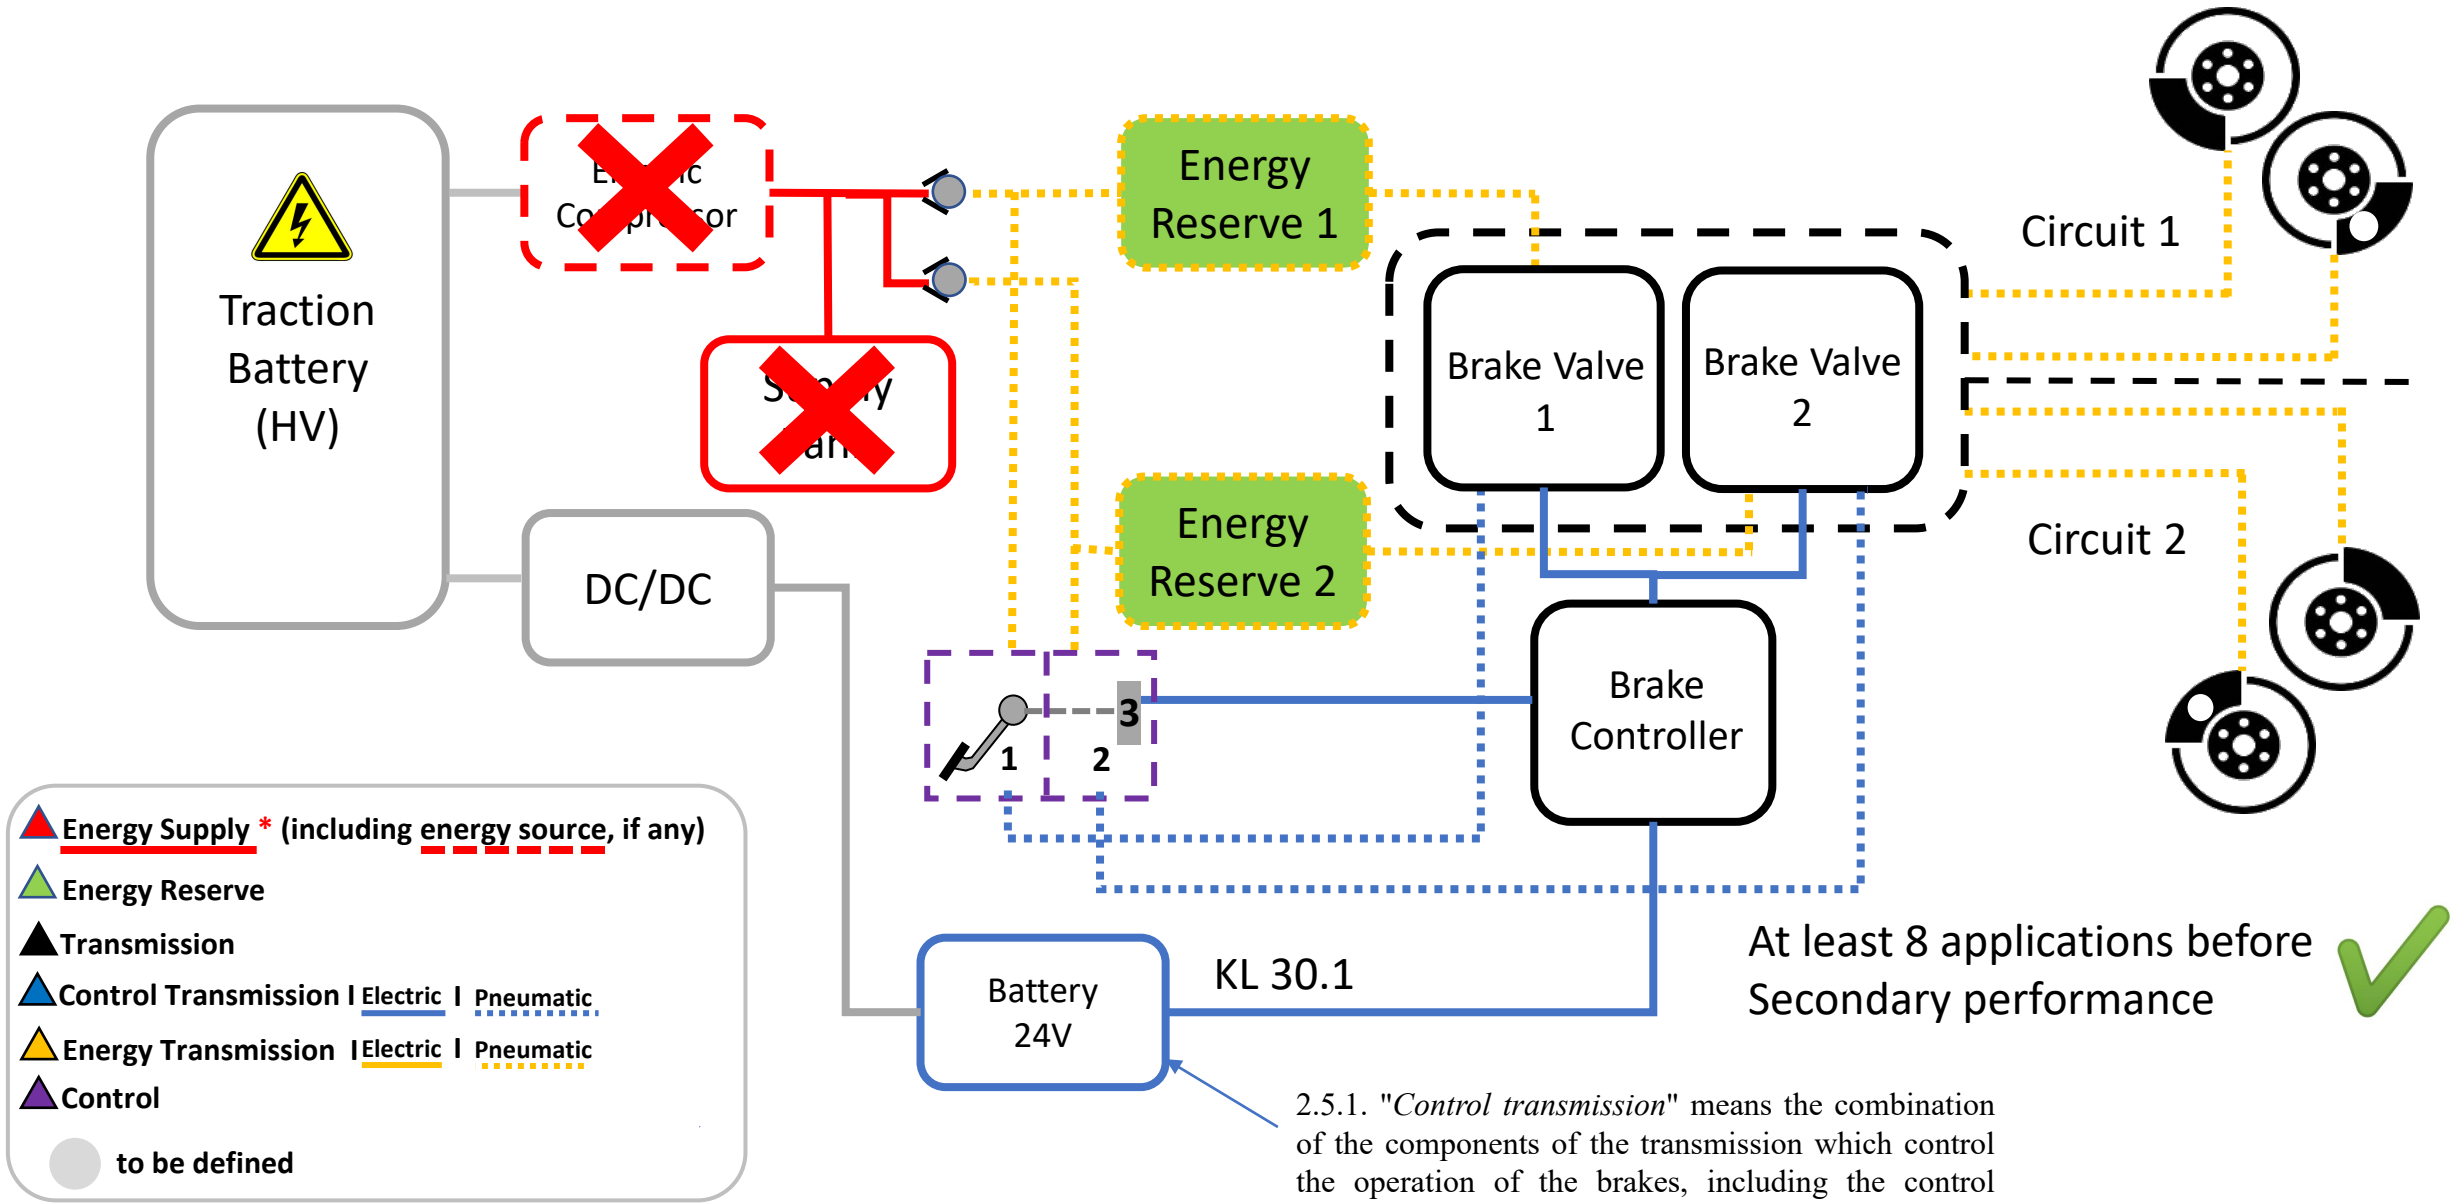 Traction
Battery
(HV)
Energy
Reserve 1
Circuit 1
Brake Valve
1
Brake Valve
2
Energy
Reserve 2
Circuit 2
DC/DC
Brake
Controller
3
1
2
Energy Supply * (including energy source, if any)
Energy Reserve
Transmission
Control Transmission I Electric I Pneumatic
Energy Transmission I Electric I Pneumatic
Control
to be defined
Battery
24V
KL 30.1
At least 8 applications before
Secondary performance
2.5.1. "Control transmission" means the combination
of the components of the transmission which control
the operation of the brakes, including the control